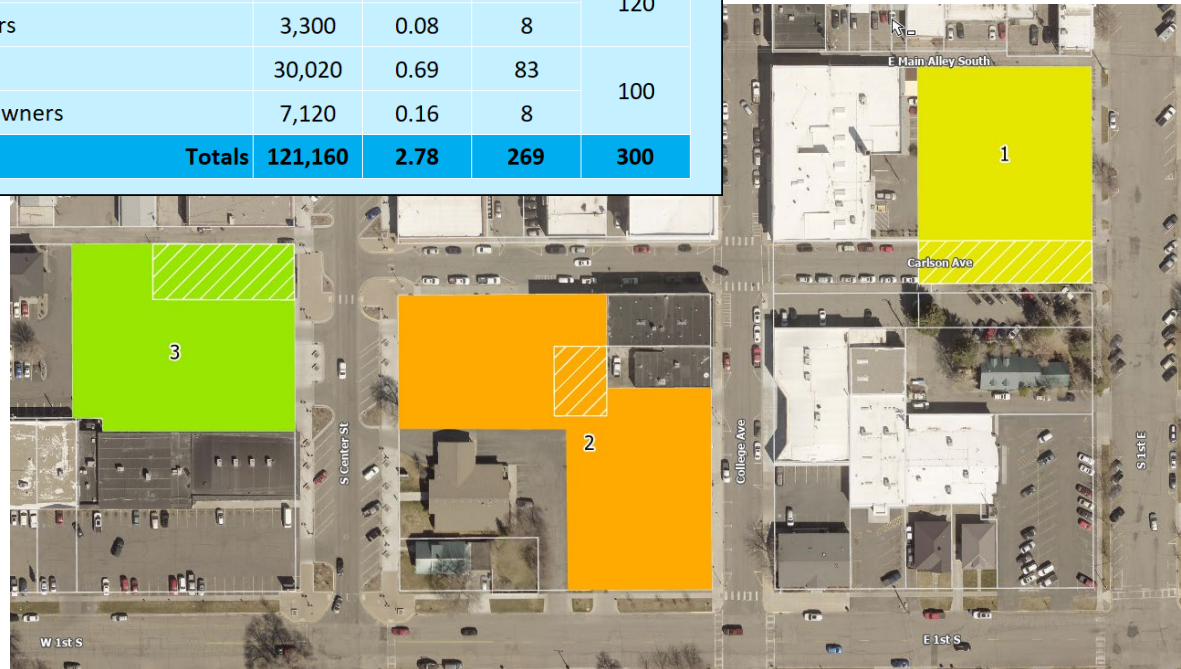 120
rs 3,300 0.08 8
30,020 0.69 83
100
wners 7,120 0.16 8
Totals 121,160 2.78 269 300
E Main Alley South
1
Carlson Ave
3
2
S Center St
College Ave
S 1st E
W 1st S
E 1st S